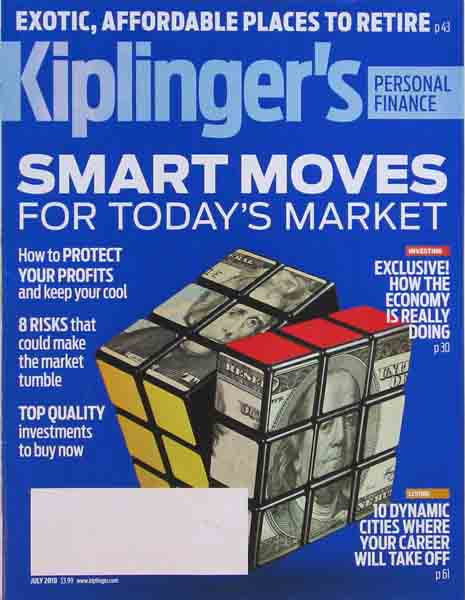 EXOTIC, AFFORDABLE PLACES TO RETIRE p43
Kiplinger's
PERSONAL
FINANCE
SMART MOVES
FOR TODAY'S MARKET
How to PROTECT
YOUR PROFITS
and keep your cool
8 RISKS that
could make
the market
tumble
TOP QUALITY
investments
to buy now
INVESTING
EXCLUSIVE!
HOW THE
ECONOMY
IS REALLY
DOING
p30
LIVING
10 DYNAMIC
CITIES WHERE
YOUR CAREER
WILL TAKE OFF
p61
JULY 2010 $3.99 www.kiplinger.com